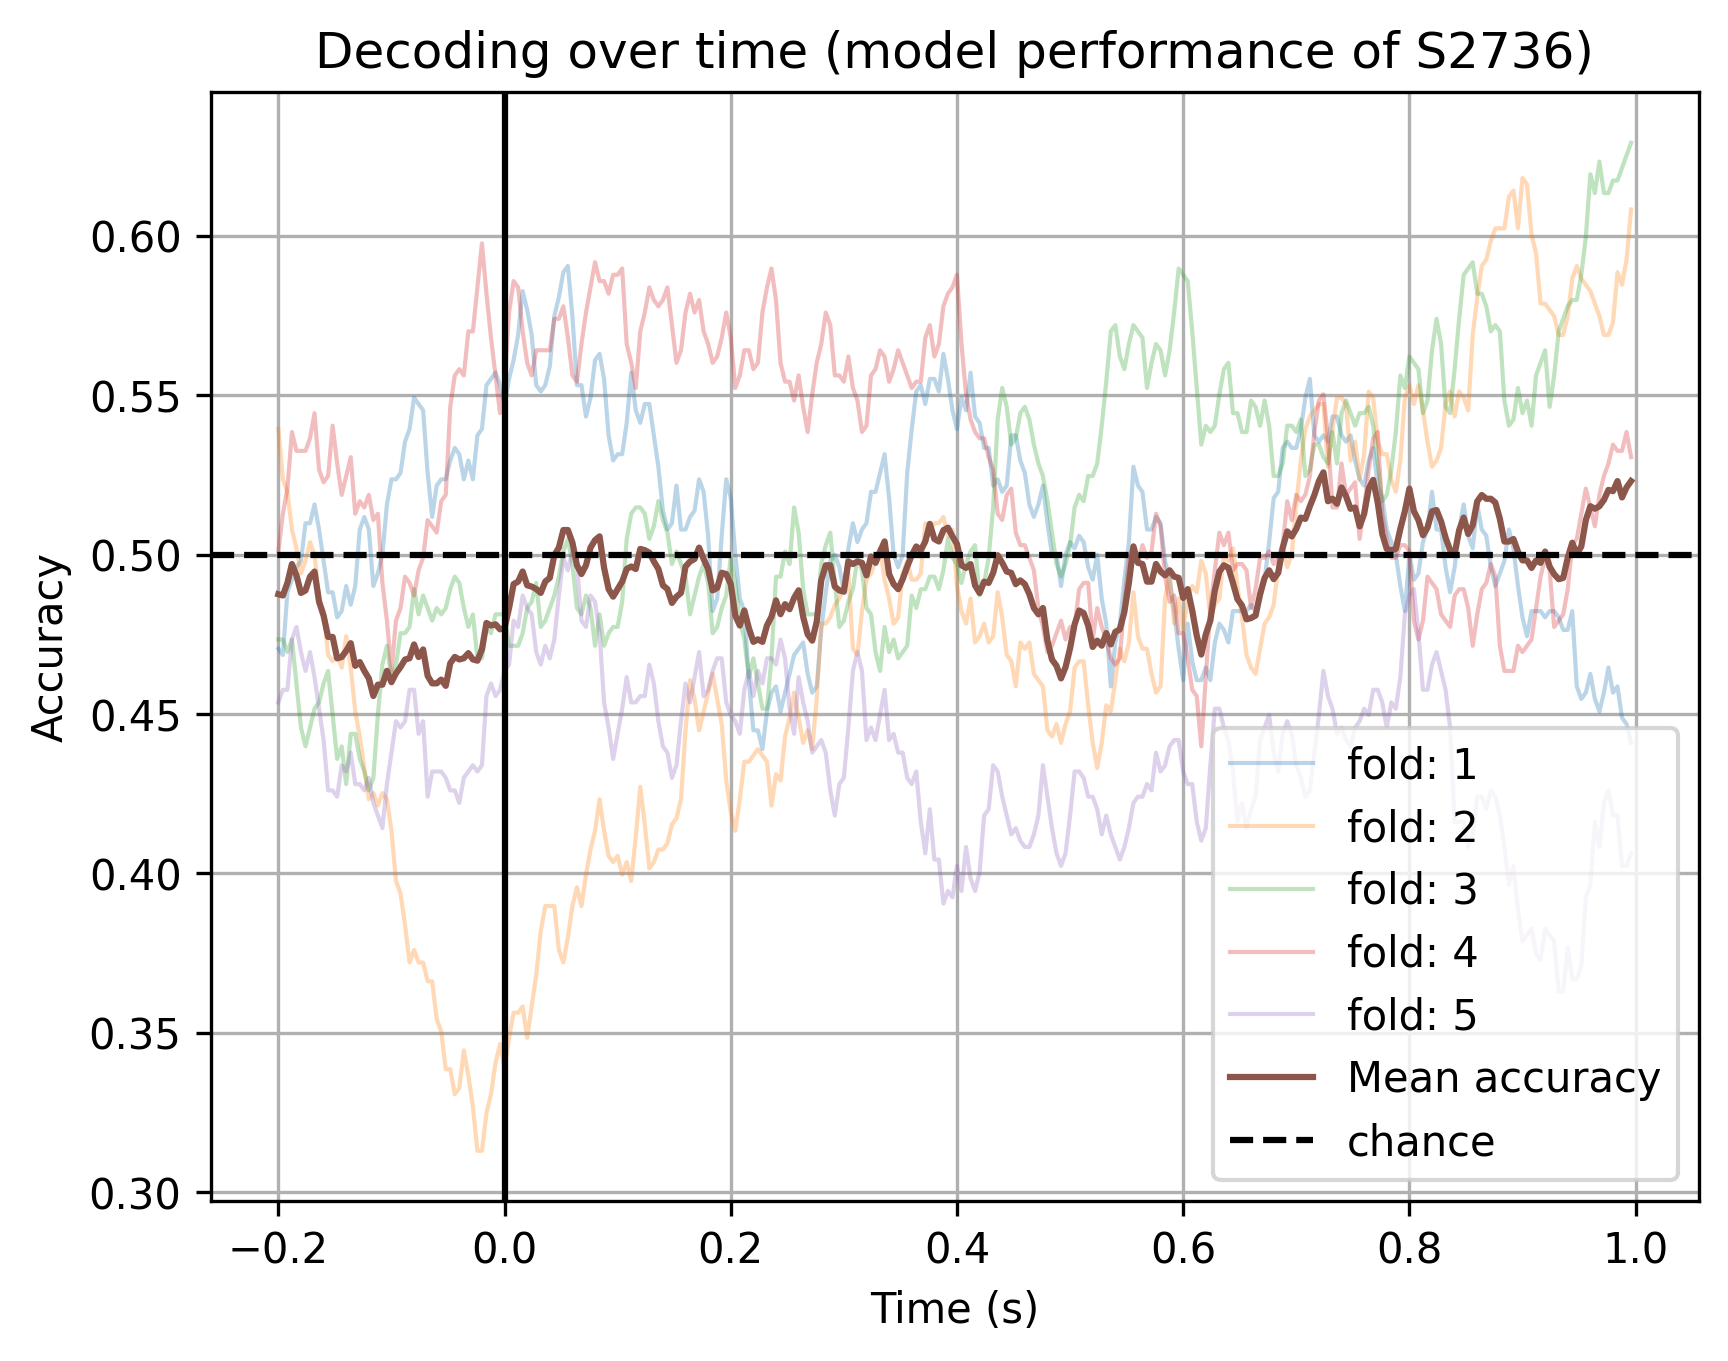 Decoding over time (model performance of S2736)
Accuracy
0.60
0.55
0.50
0.45
0.40
0.35
0.30
−0.2
0.0
0.2
0.4
0.6
0.8
1.0
Time (s)
fold: 1
fold: 2
fold: 3
fold: 4
fold: 5
Mean accuracy
chance